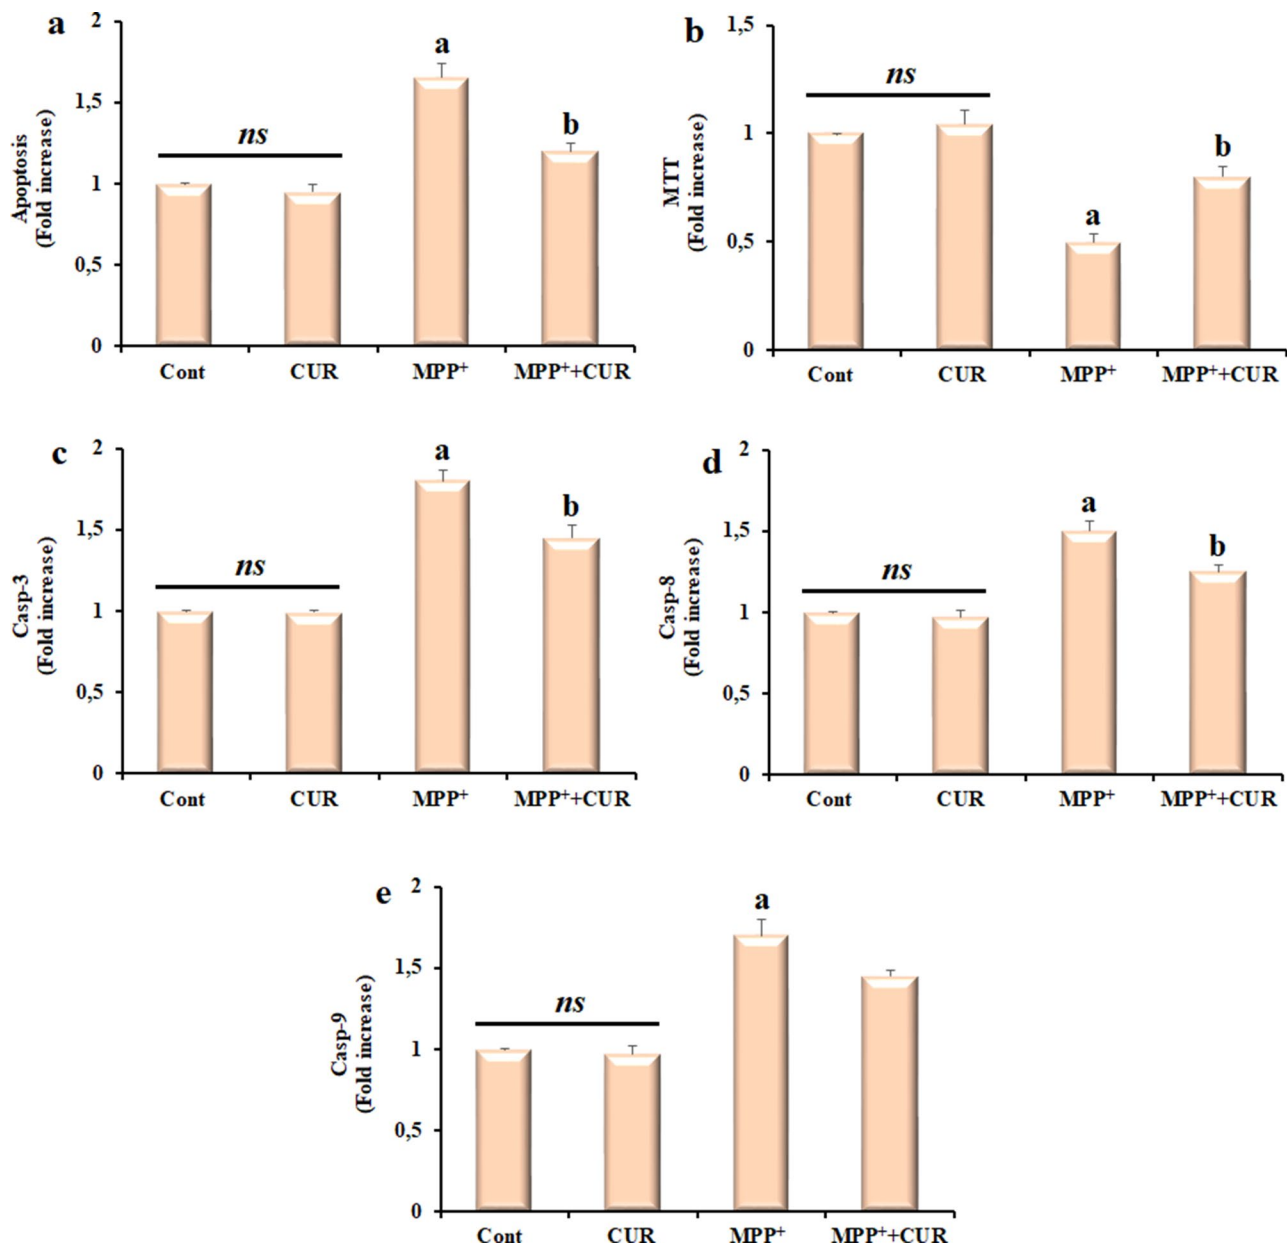 a
2
1,5
1
0,5
0
Apoptosis
(Fold increase)
ns
a
b
Cont CUR MPP⁺ MPP⁺+CUR
b
1,5
1
0,5
0
MTT
(Fold increase)
ns
a
b
Cont CUR MPP⁺ MPP⁺+CUR
c
2
1,5
1
0,5
0
Casp-3
(Fold increase)
ns
a
b
Cont CUR MPP⁺ MPP⁺+CUR
d
2
1,5
1
0,5
0
Casp-8
(Fold increase)
ns
a
b
Cont CUR MPP⁺ MPP⁺+CUR
e
2
1,5
1
0,5
0
Casp-9
(Fold increase)
ns
a
Cont CUR MPP⁺ MPP⁺+CUR